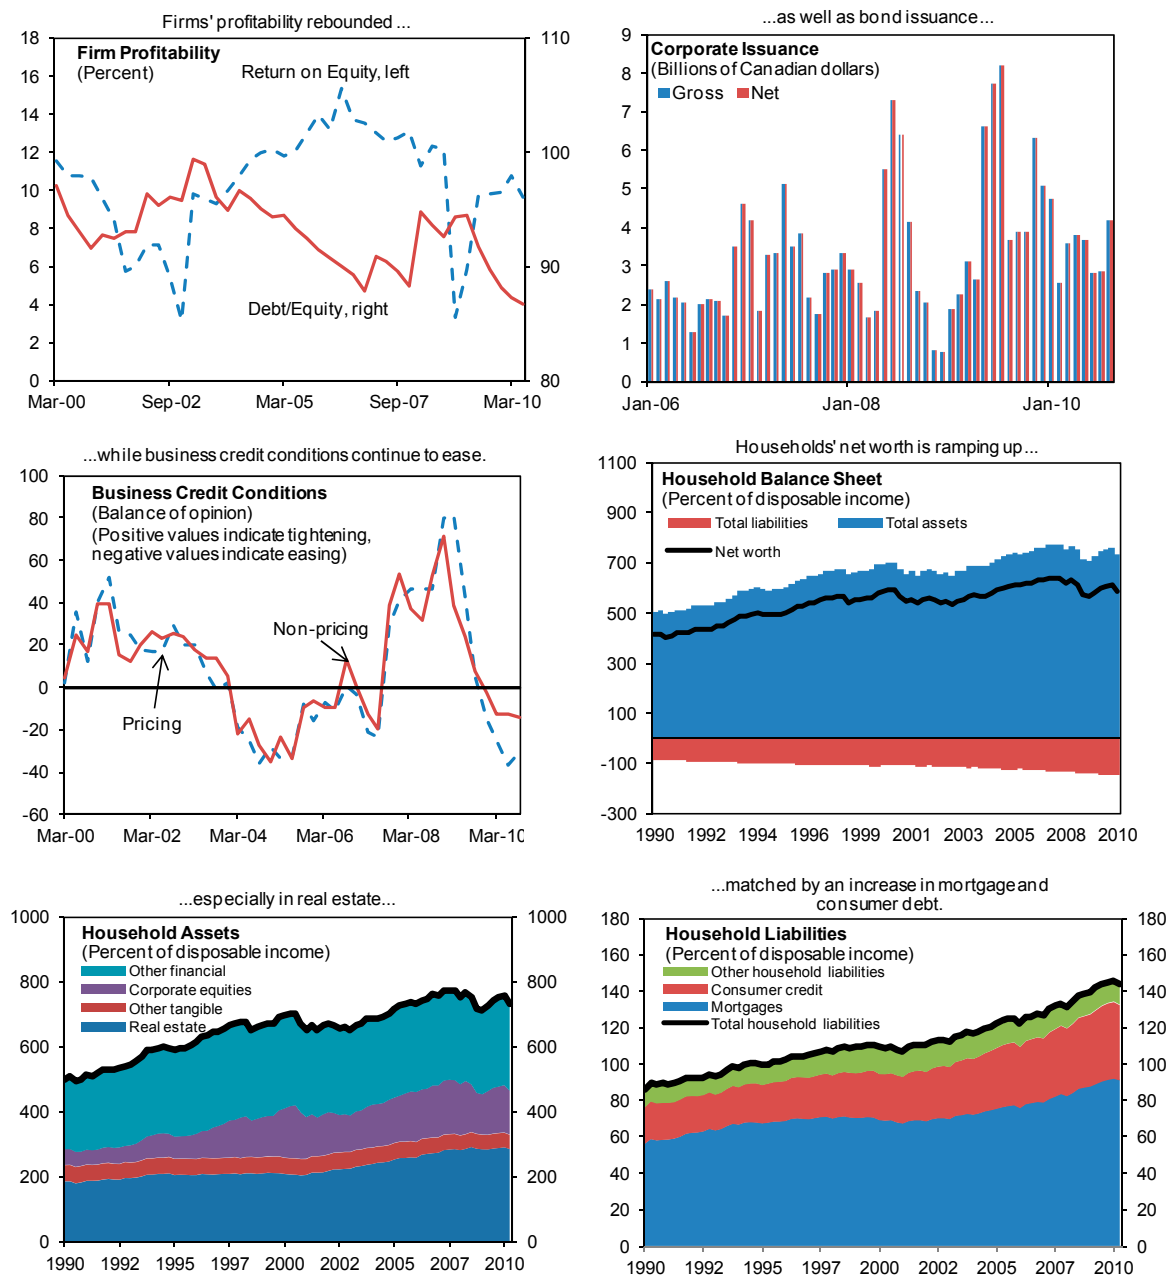 Firms' profitability rebounded ...
Firm Profitability
(Percent)
Return on Equity, left
Debt/Equity, right
18
16
14
12
10
8
6
4
2
0
110
100
90
80
Mar-00 Sep-02 Mar-05 Sep-07 Mar-10
...as well as bond issuance...
Corporate Issuance
(Billions of Canadian dollars)
Gross Net
9
8
7
6
5
4
3
2
1
0
Jan-06 Jan-08 Jan-10
...while business credit conditions continue to ease.
Business Credit Conditions
(Balance of opinion)
(Positive values indicate tightening,
negative values indicate easing)
Non-pricing
Pricing
100
80
60
40
20
0
-20
-40
-60
Mar-00 Mar-02 Mar-04 Mar-06 Mar-08 Mar-10
Households' net worth is ramping up...
Household Balance Sheet
(Percent of disposable income)
Total liabilities Total assets
Net worth
1100
900
700
500
300
100
-100
-300
1990 1992 1994 1996 1999 2001 2003 2005 2008 2010
...especially in real estate...
Household Assets
(Percent of disposable income)
Other financial
Corporate equities
Other tangible
Real estate
1000
800
600
400
200
0
1000
800
600
400
200
0
1990 1992 1995 1997 2000 2002 2005 2007 2010
...matched by an increase in mortgage and
consumer debt.
Household Liabilities
(Percent of disposable income)
Other household liabilities
Consumer credit
Mortgages
Total household liabilities
180
160
140
120
100
80
60
40
20
0
180
160
140
120
100
80
60
40
20
0
1990 1992 1995 1997 2000 2002 2005 2007 2010